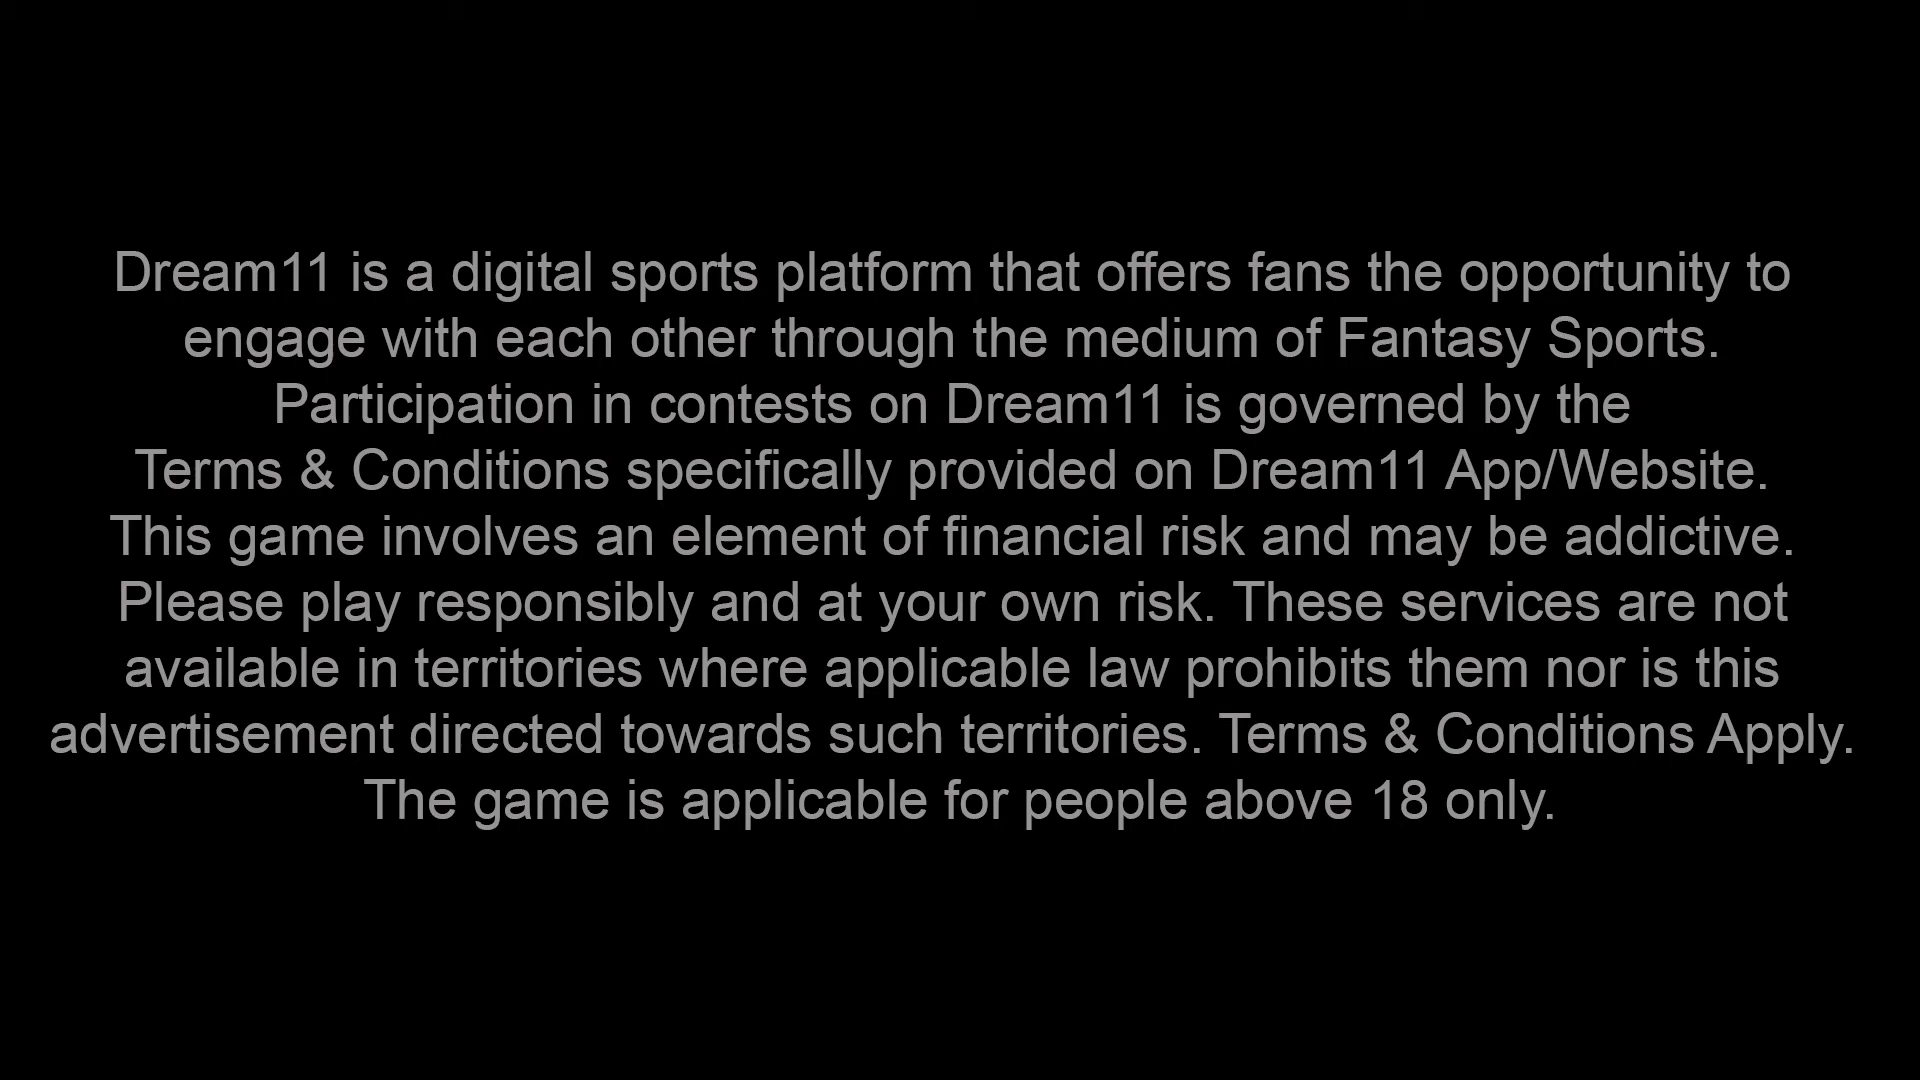 Dream11 is a digital sports platform that offers fans the opportunity to
engage with each other through the medium of Fantasy Sports.
Participation in contests on Dream11 is governed by the
Terms & Conditions specifically provided on Dream11 App/Website.
This game involves an element of financial risk and may be addictive.
Please play responsibly and at your own risk. These services are not
available in territories where applicable law prohibits them nor is this
advertisement directed towards such territories. Terms & Conditions Apply.
The game is applicable for people above 18 only.